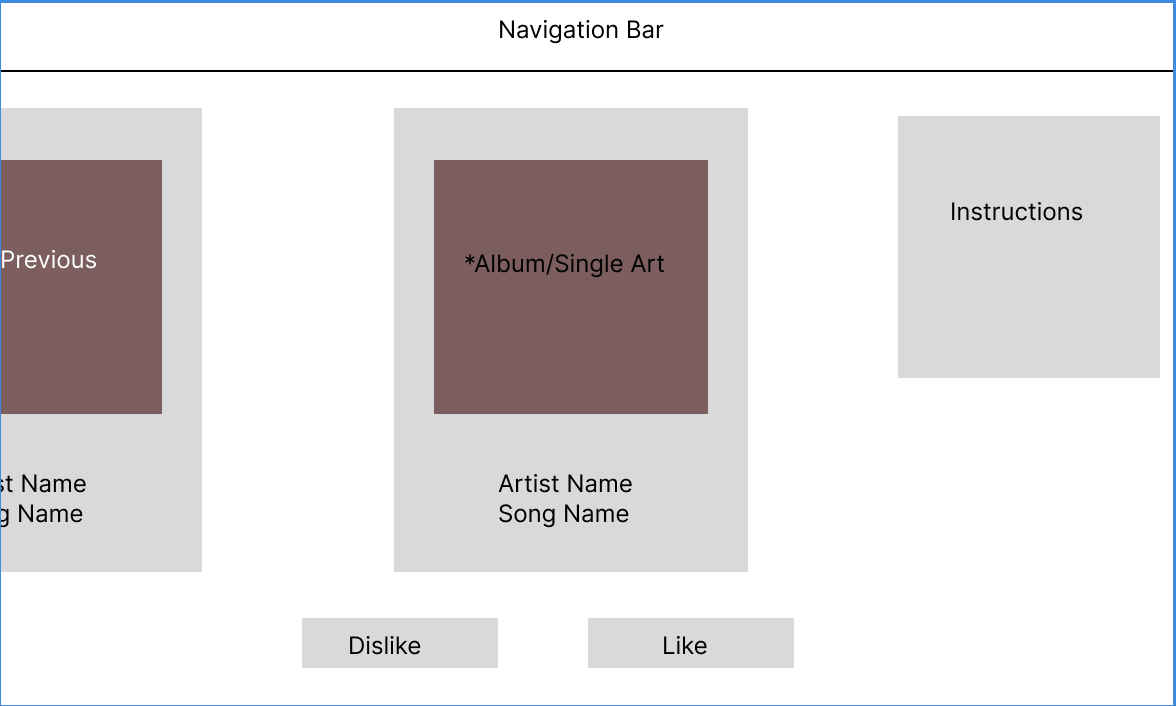 Navigation Bar
Previous
st Name
g Name
*Album/Single Art
Artist Name
Song Name
Instructions
Dislike
Like